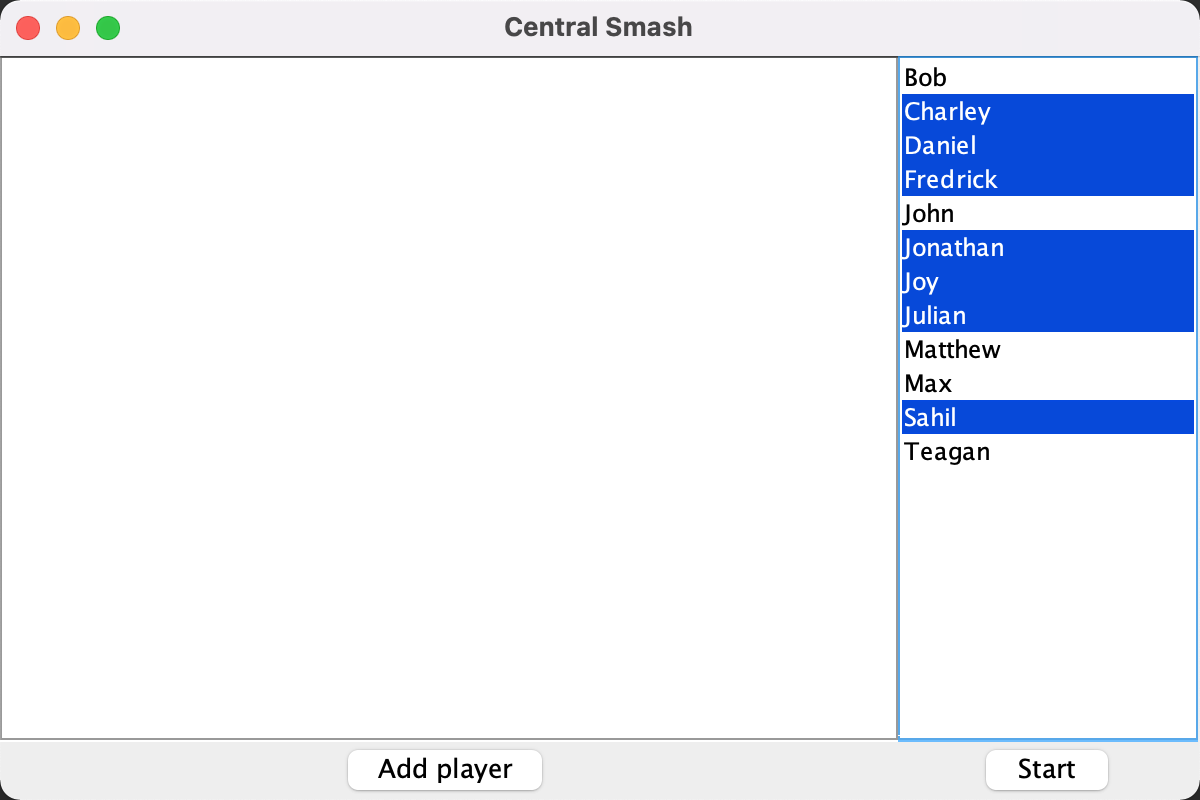 Central Smash
Bob
Charley
Daniel
Fredrick
John
Jonathan
Joy
Julian
Matthew
Max
Sahil
Teagan
Add player
Start